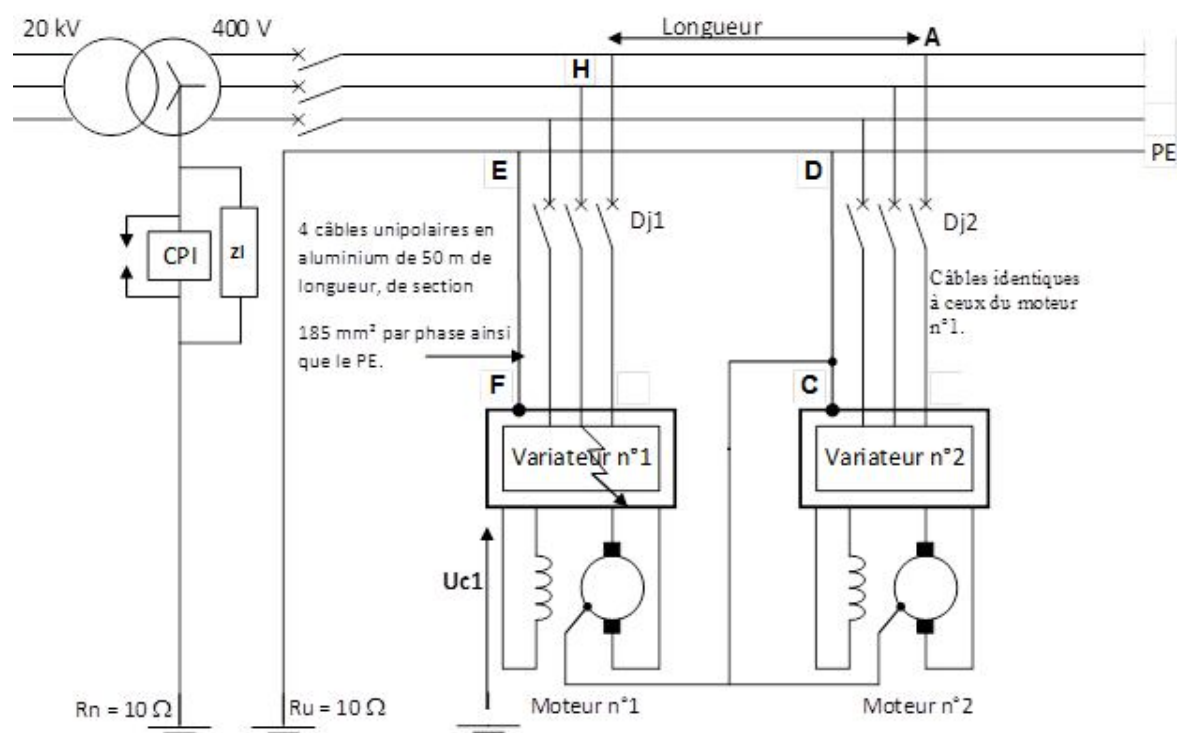 20 kV
400 V
Longueur
A
H
PE
E
D
Dj1
Dj2
4 câbles unipolaires en
aluminium de 50 m de
longueur, de section
185 mm² par phase ainsi
que le PE.
CPI
ZI
Câbles identiques
à ceux du moteur
n°1.
F
C
Variateur n°1
Variateur n°2
Uc1
Rn = 10 Ω
Ru = 10 Ω
Moteur n°1
Moteur n°2